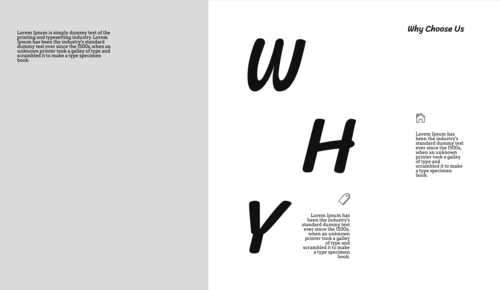 Lorem Ipsum is simply dummy text of the
printing and typesetting industry. Lorem
Ipsum has been the industry's standard
dummy text ever since the 1500s, when an
unknown printer took a galley of type and
scrambled it to make a type specimen
book.
Why Choose Us
W
H
Y
Lorem Ipsum has
been the industry's
standard dummy text
ever since the 1500s,
when an unknown
printer took a galley
of type and
scrambled it to make
a type specimen
book.
Lorem Ipsum has
been the industry's
standard dummy text
ever since the 1500s,
when an unknown
printer took a galley
of type and
scrambled it to make
a type specimen
book.